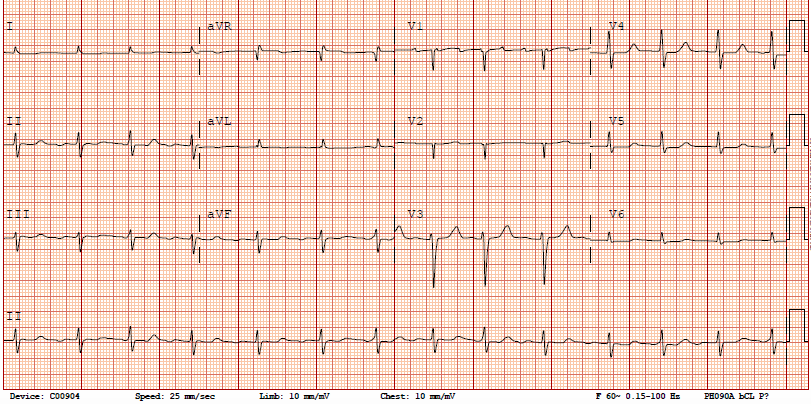 I aVR V1 V4
II aVL V2 V5
III aVF V3 V6
II
Device: C00904 Speed: 25 mm/sec Limb: 10 mm/mV Chest: 10 mm/mV F 60~ 0.15-100 Hz PH090A bCL P?